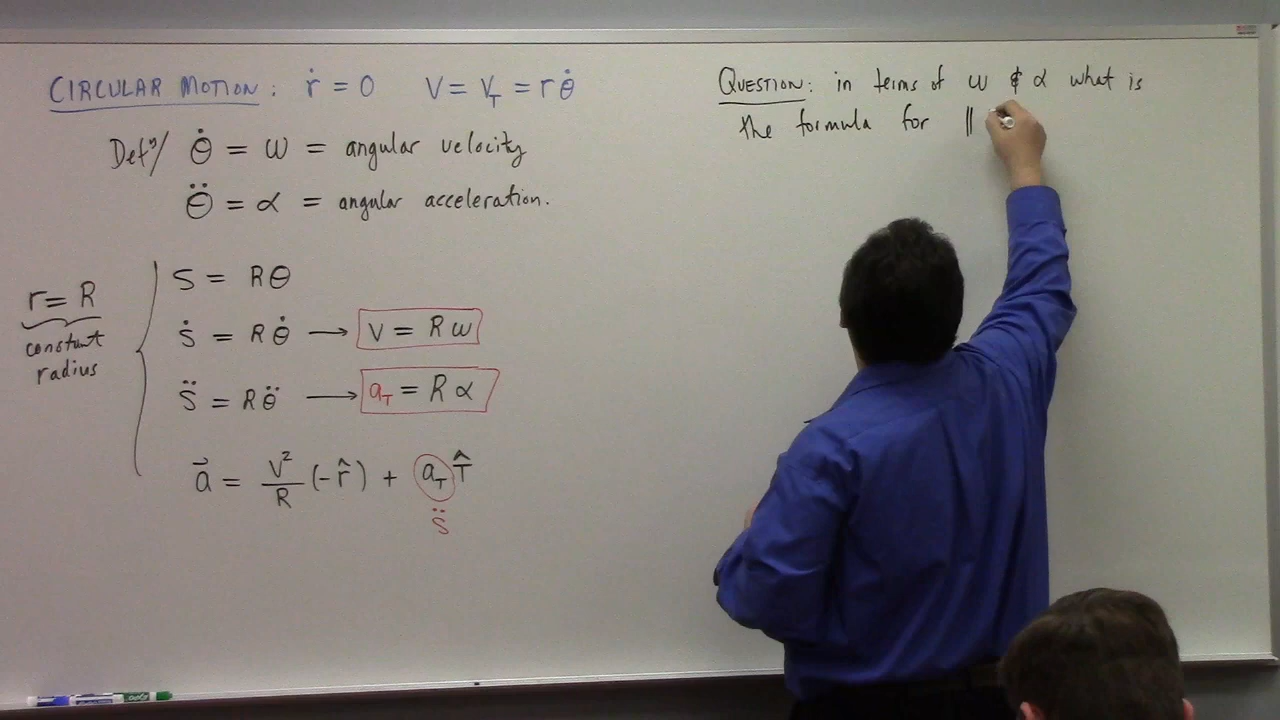 CIRCULAR MOTION: ṙ = 0 V = V_T = rθ̇
Defⁿ/ θ̇ = ω = angular velocity
θ̈ = α = angular acceleration.
r = R
constant
radius
S = Rθ
ṡ = Rθ̇ → V = Rω
s̈ = Rθ̈ → a_T = Rα
a⃗ = V²/R (-r̂) + a_T T̂
s̈
QUESTION: in terms of ω & α what is
the formula for ||